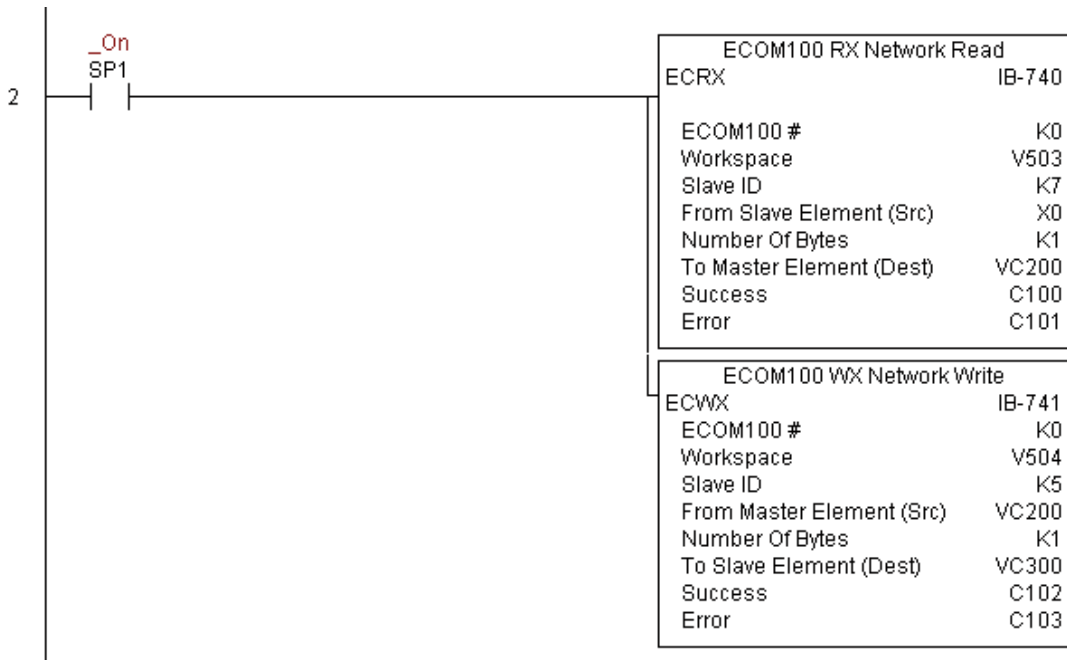 _On
SP1
2
ECOM100 RX Network Read
ECRX IB-740
ECOM100 # K0
Workspace V503
Slave ID K7
From Slave Element (Src) X0
Number Of Bytes K1
To Master Element (Dest) VC200
Success C100
Error C101
ECOM100 WX Network Write
ECWX IB-741
ECOM100 # K0
Workspace V504
Slave ID K5
From Master Element (Src) VC200
Number Of Bytes K1
To Slave Element (Dest) VC300
Success C102
Error C103